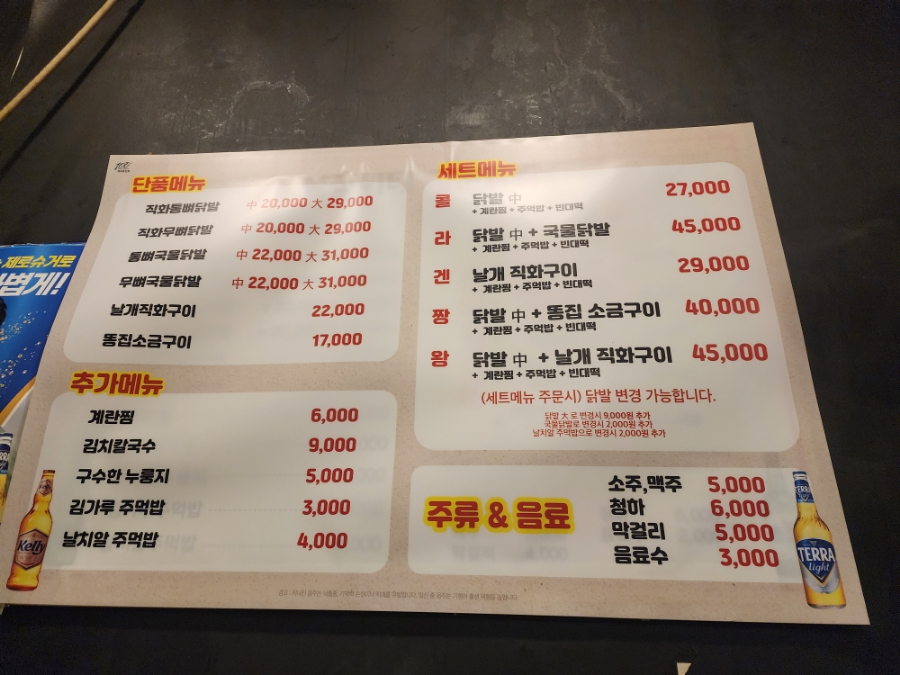 단품메뉴
직화통뼈닭발 中 20,000 大 29,000
직화무뼈닭발 中 20,000 大 29,000
통뼈국물닭발 中 22,000 大 31,000
무뼈국물닭발 中 22,000 大 31,000
날개직화구이 22,000
똥집소금구이 17,000
추가메뉴
계란찜 6,000
김치칼국수 9,000
구수한 누룽지 5,000
김가루 주먹밥 3,000
날치알 주먹밥 4,000
Kelly
세트메뉴
콜 닭발 中 27,000
+ 계란찜 + 주먹밥 + 빈대떡
라 닭발 中 + 국물닭발 45,000
+ 계란찜 + 주먹밥 + 빈대떡
겐 날개 직화구이 29,000
+ 계란찜 + 주먹밥 + 빈대떡
짱 닭발 中 + 똥집 소금구이 40,000
+ 계란찜 + 주먹밥 + 빈대떡
왕 닭발 中 + 날개 직화구이 45,000
+ 계란찜 + 주먹밥 + 빈대떡
(세트메뉴 주문시) 닭발 변경 가능합니다.
닭발 大 로 변경시 9,000원 추가
국물닭발로 변경시 2,000원 추가
날치알 주먹밥으로 변경시 2,000원 추가
주류 & 음료
소주,맥주 5,000
청하 6,000
막걸리 5,000
음료수 3,000
TERRA
light
제로슈거로
볍게!